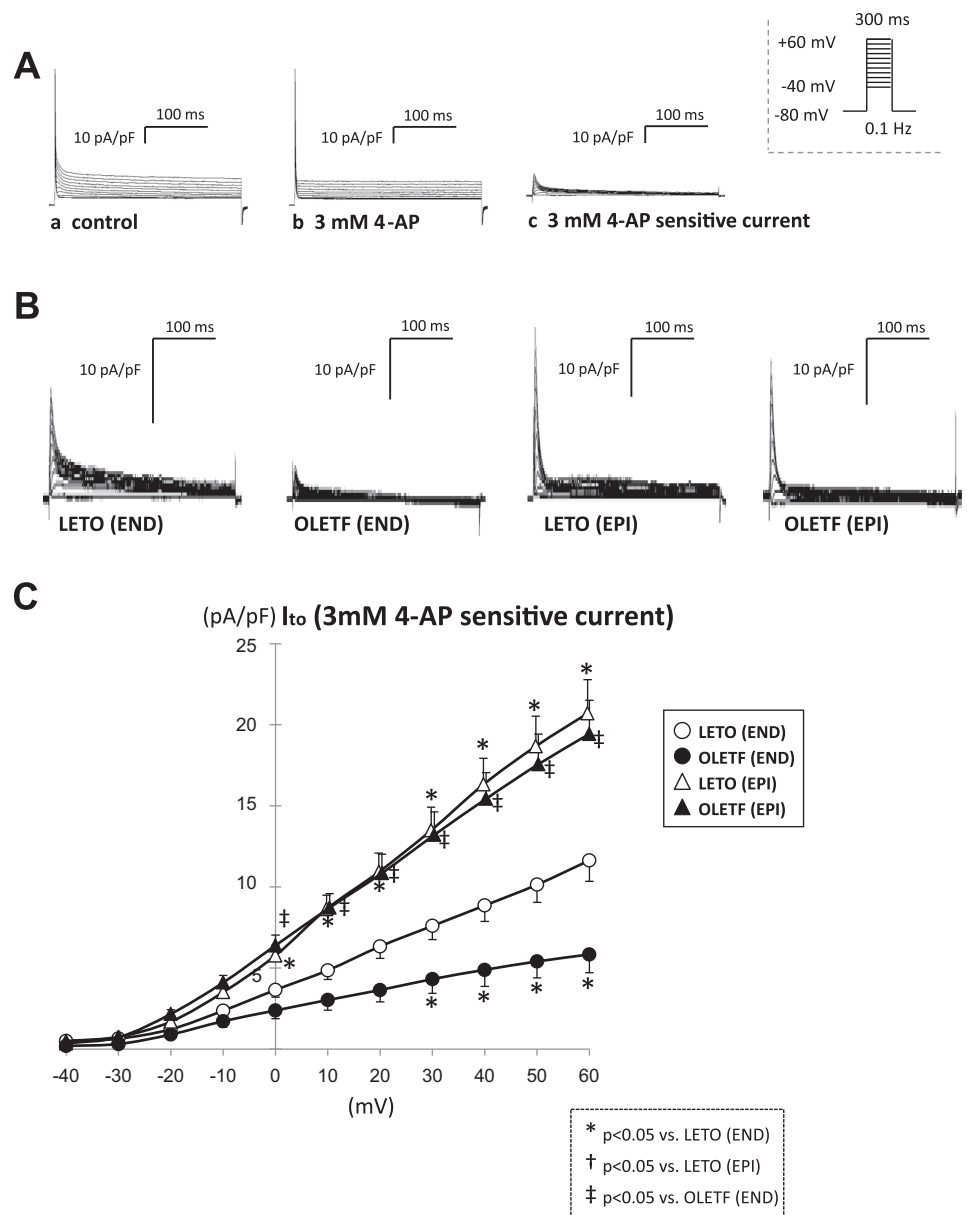 A
100 ms
10 pA/pF
a control
100 ms
10 pA/pF
b 3 mM 4-AP
100 ms
10 pA/pF
c 3 mM 4-AP sensitive current
300 ms
+60 mV
-40 mV
-80 mV
0.1 Hz
B
100 ms
10 pA/pF
LETO (END)
100 ms
10 pA/pF
OLETF (END)
100 ms
10 pA/pF
LETO (EPI)
100 ms
10 pA/pF
OLETF (EPI)
C
(pA/pF) Ito (3mM 4-AP sensitive current)
25
20
15
10
5
* * * * * * *
‡ ‡ ‡ ‡ ‡ ‡ ‡
* * * *
-40 -30 -20 -10 0 10 20 30 40 50 60
(mV)
LETO (END)
OLETF (END)
LETO (EPI)
OLETF (EPI)
* p<0.05 vs. LETO (END)
† p<0.05 vs. LETO (EPI)
‡ p<0.05 vs. OLETF (END)